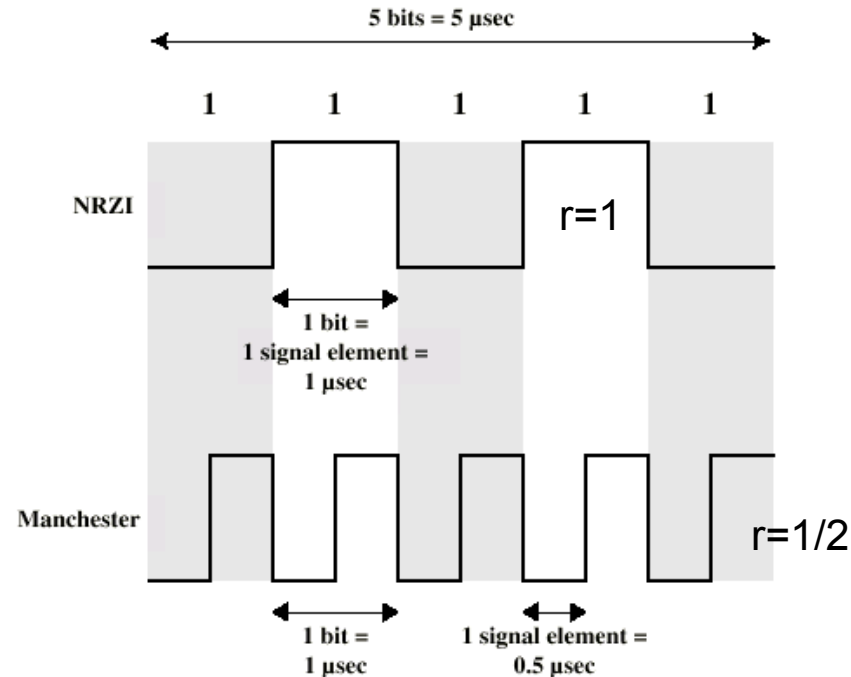 5 bits = 5 µsec
1 1 1 1 1
NRZI
r=1
1 bit =
1 signal element =
1 µsec
Manchester
r=1/2
1 bit =
1 µsec
1 signal element =
0.5 µsec